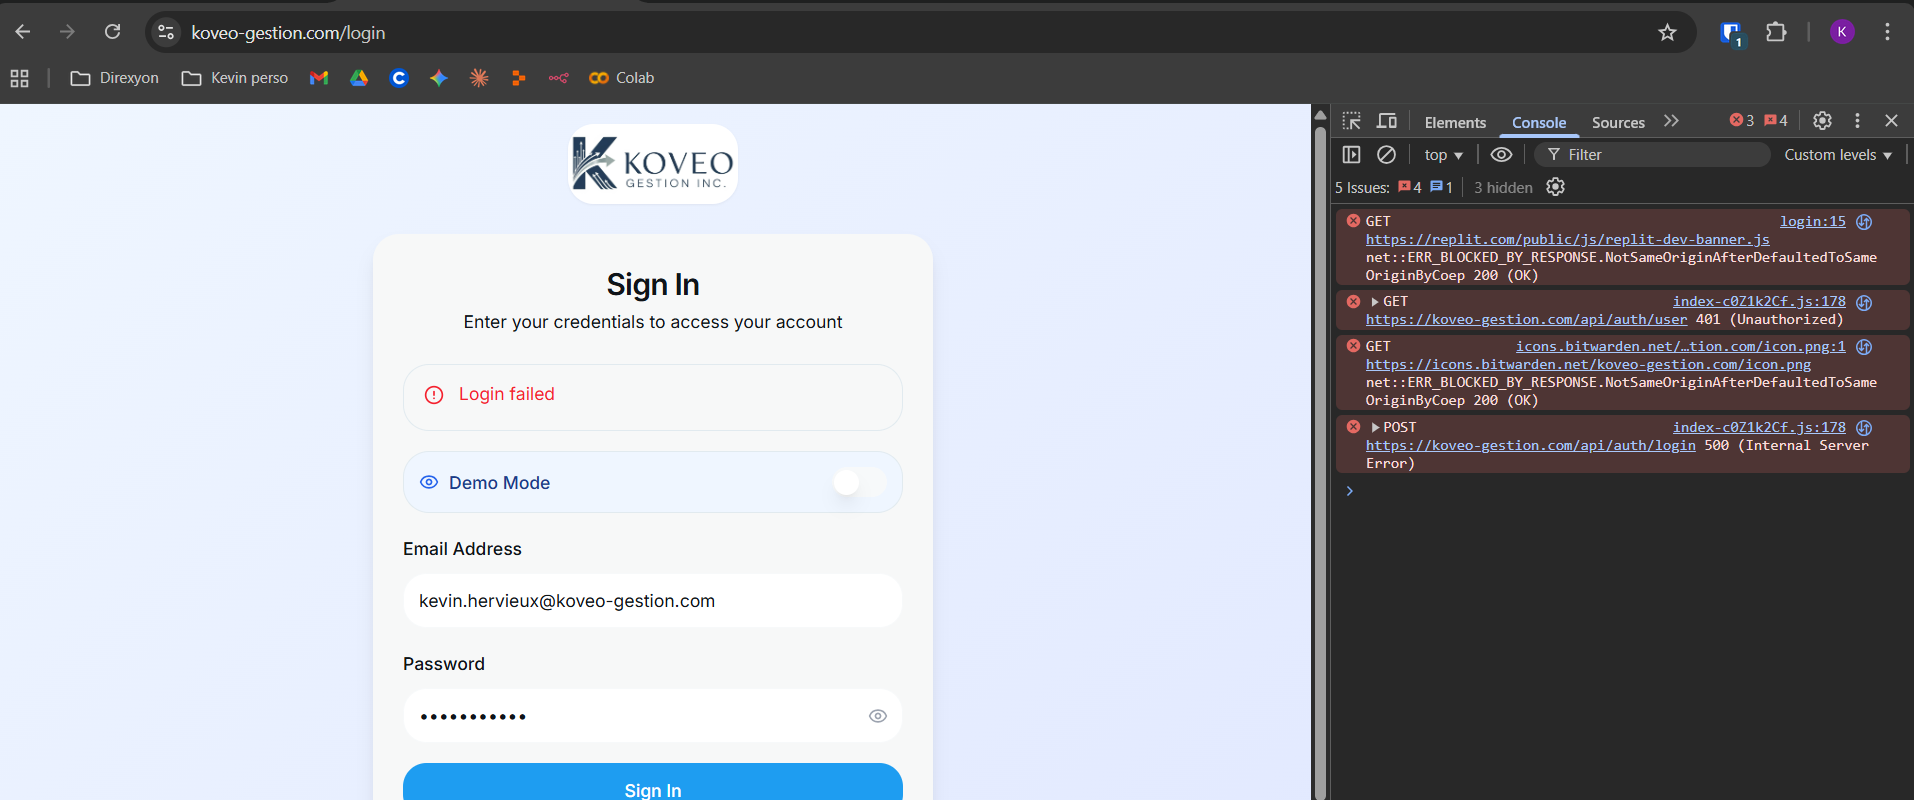 koveo-gestion.com/login
1
K
Direxyon
Kevin perso
Colab
KOVEO
GESTION INC.
Sign In
Enter your credentials to access your account
Login failed
Demo Mode
Email Address
kevin.hervieux@koveo-gestion.com
Password
•••••••••••
Sign In
Elements
Console
Sources
3
4
top
Filter
Custom levels
5 Issues:
4
1
3 hidden
GET
login:15
https://replit.com/public/js/replit-dev-banner.js
net::ERR_BLOCKED_BY_RESPONSE.NotSameOriginAfterDefaultedToSame
OriginByCoep 200 (OK)
GET
index-c0Z1k2Cf.js:178
https://koveo-gestion.com/api/auth/user 401 (Unauthorized)
GET
icons.bitwarden.net/…tion.com/icon.png:1
https://icons.bitwarden.net/koveo-gestion.com/icon.png
net::ERR_BLOCKED_BY_RESPONSE.NotSameOriginAfterDefaultedToSame
OriginByCoep 200 (OK)
POST
index-c0Z1k2Cf.js:178
https://koveo-gestion.com/api/auth/login 500 (Internal Server
Error)